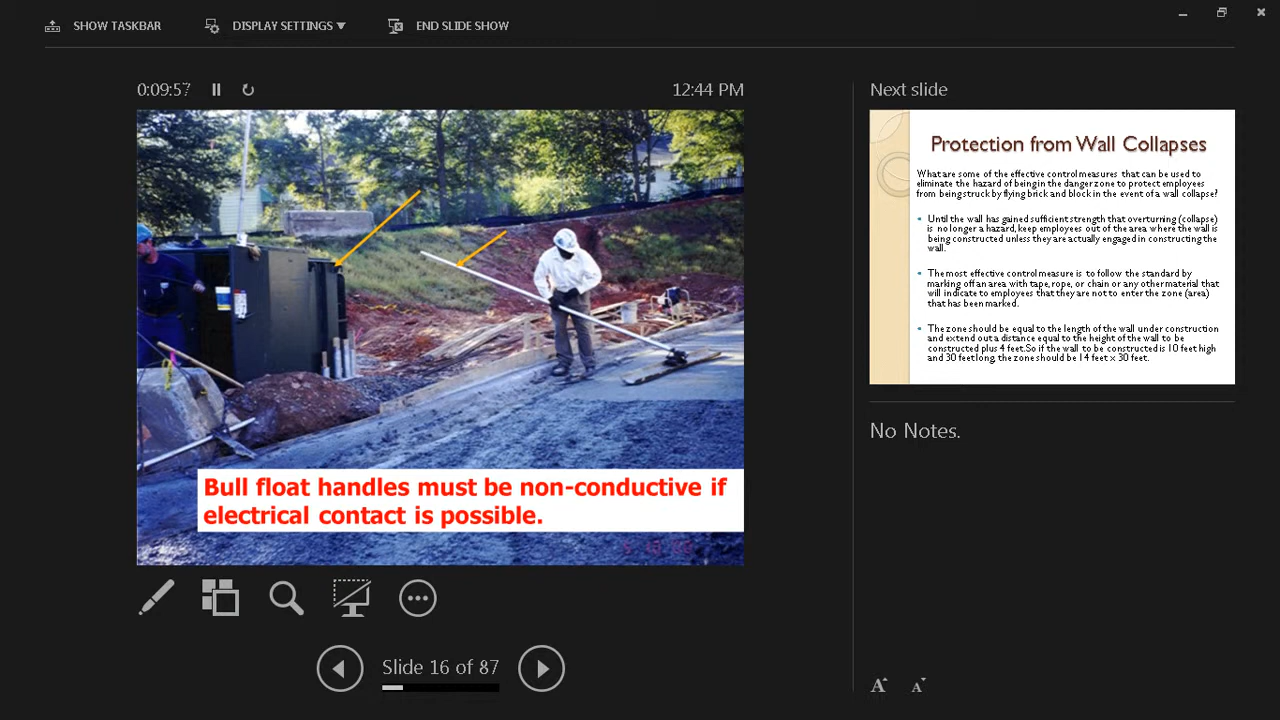 SHOW TASKBAR
DISPLAY SETTINGS
END SLIDE SHOW
0:09:57
12:44 PM
Bull float handles must be non-conductive if
electrical contact is possible.
Slide 16 of 87
Next slide
Protection from Wall Collapses
What are some of the effective control measures that can be used to
eliminate the hazard of being in the danger zone to protect employees
from being struck by flying brick and block in the event of a wall collapse?
Until the wall has gained sufficient strength that overturning (collapse)
is no longer a hazard, keep employees out of the area where the wall is
being constructed unless they are actually engaged in constructing the
wall.
The most effective control measure is to follow the standard by
marking off an area with tape, rope, or chain or any other material that
will indicate to employees that they are not to enter the zone (area)
that has been marked.
The zone should be equal to the length of the wall under construction
and extend out a distance equal to the height of the wall to be
constructed plus 4 feet. So if the wall to be constructed is 10 feet high
and 30 feet long, the zone should be 14 feet x 30 feet.
No Notes.
A A